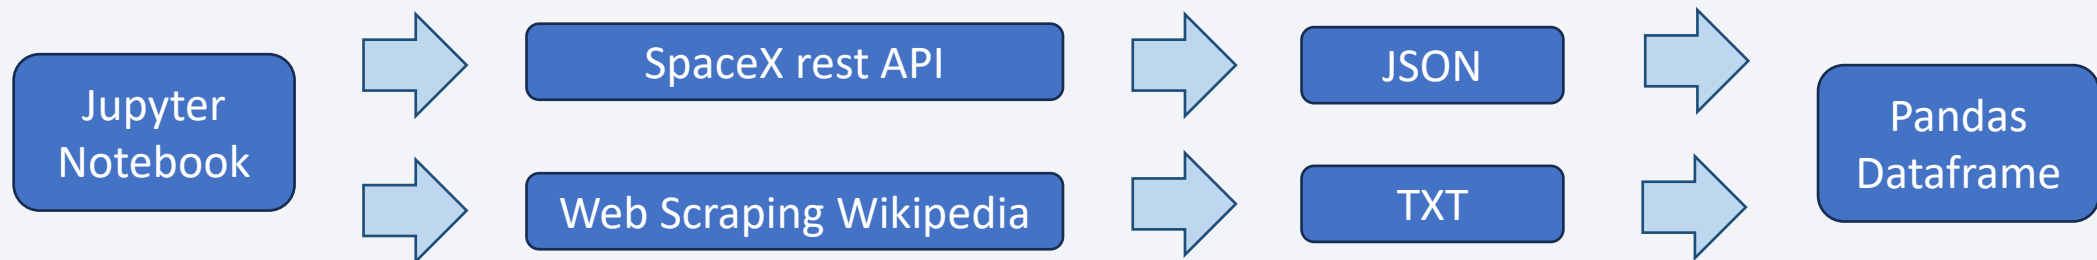 Jupyter
Notebook
SpaceX rest API
JSON
Web Scraping Wikipedia
TXT
Pandas
Dataframe